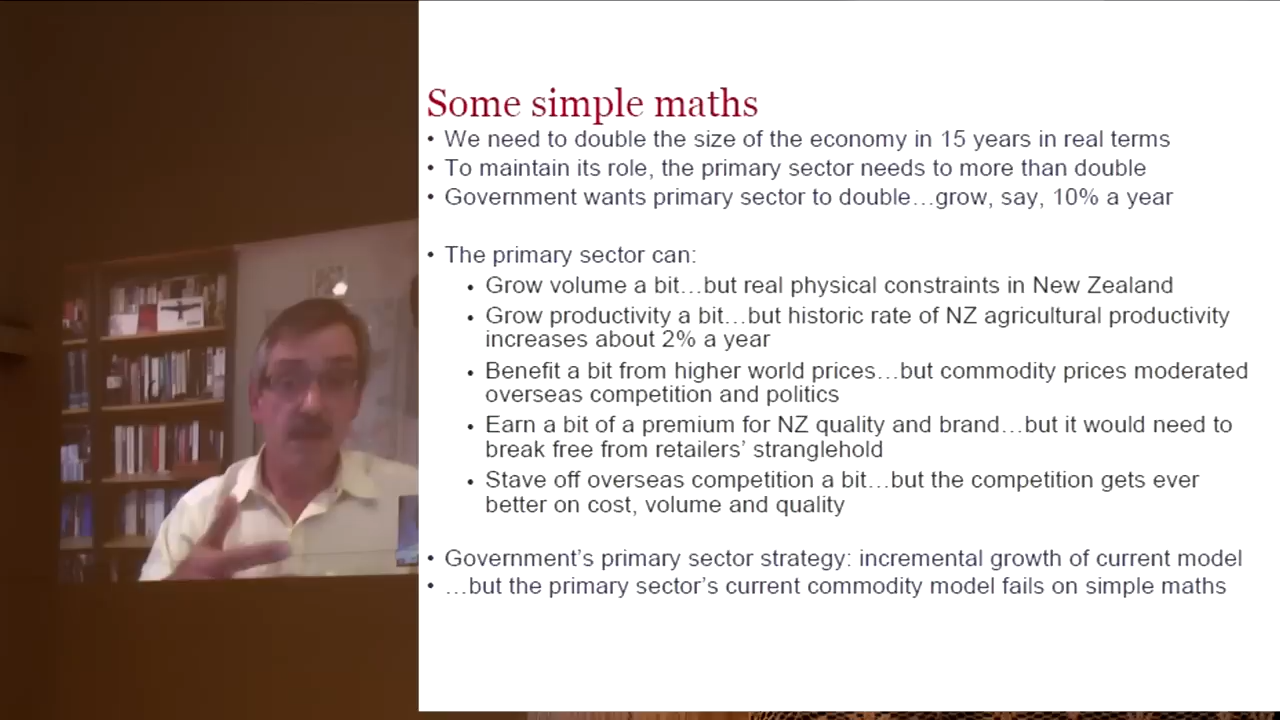 Some simple maths
• We need to double the size of the economy in 15 years in real terms
• To maintain its role, the primary sector needs to more than double
• Government wants primary sector to double…grow, say, 10% a year
• The primary sector can:
• Grow volume a bit…but real physical constraints in New Zealand
• Grow productivity a bit…but historic rate of NZ agricultural productivity
increases about 2% a year
• Benefit a bit from higher world prices…but commodity prices moderated
overseas competition and politics
• Earn a bit of a premium for NZ quality and brand…but it would need to
break free from retailers’ stranglehold
• Stave off overseas competition a bit…but the competition gets ever
better on cost, volume and quality
• Government’s primary sector strategy: incremental growth of current model
• …but the primary sector’s current commodity model fails on simple maths